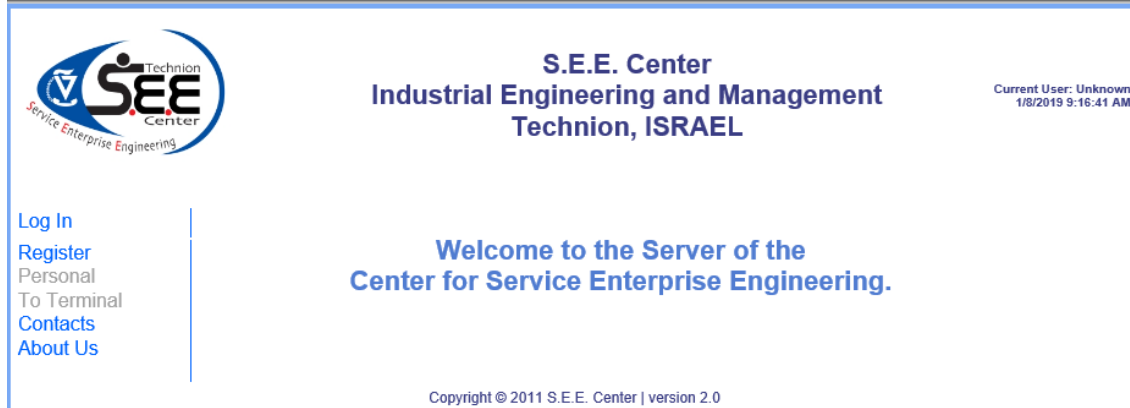 Technion
SEE
Center
Service Enterprise Engineering
S.E.E. Center
Industrial Engineering and Management
Technion, ISRAEL
Current User: Unknown
1/8/2019 9:16:41 AM
Log In
Register
Personal
To Terminal
Contacts
About Us
Welcome to the Server of the
Center for Service Enterprise Engineering.
Copyright © 2011 S.E.E. Center | version 2.0